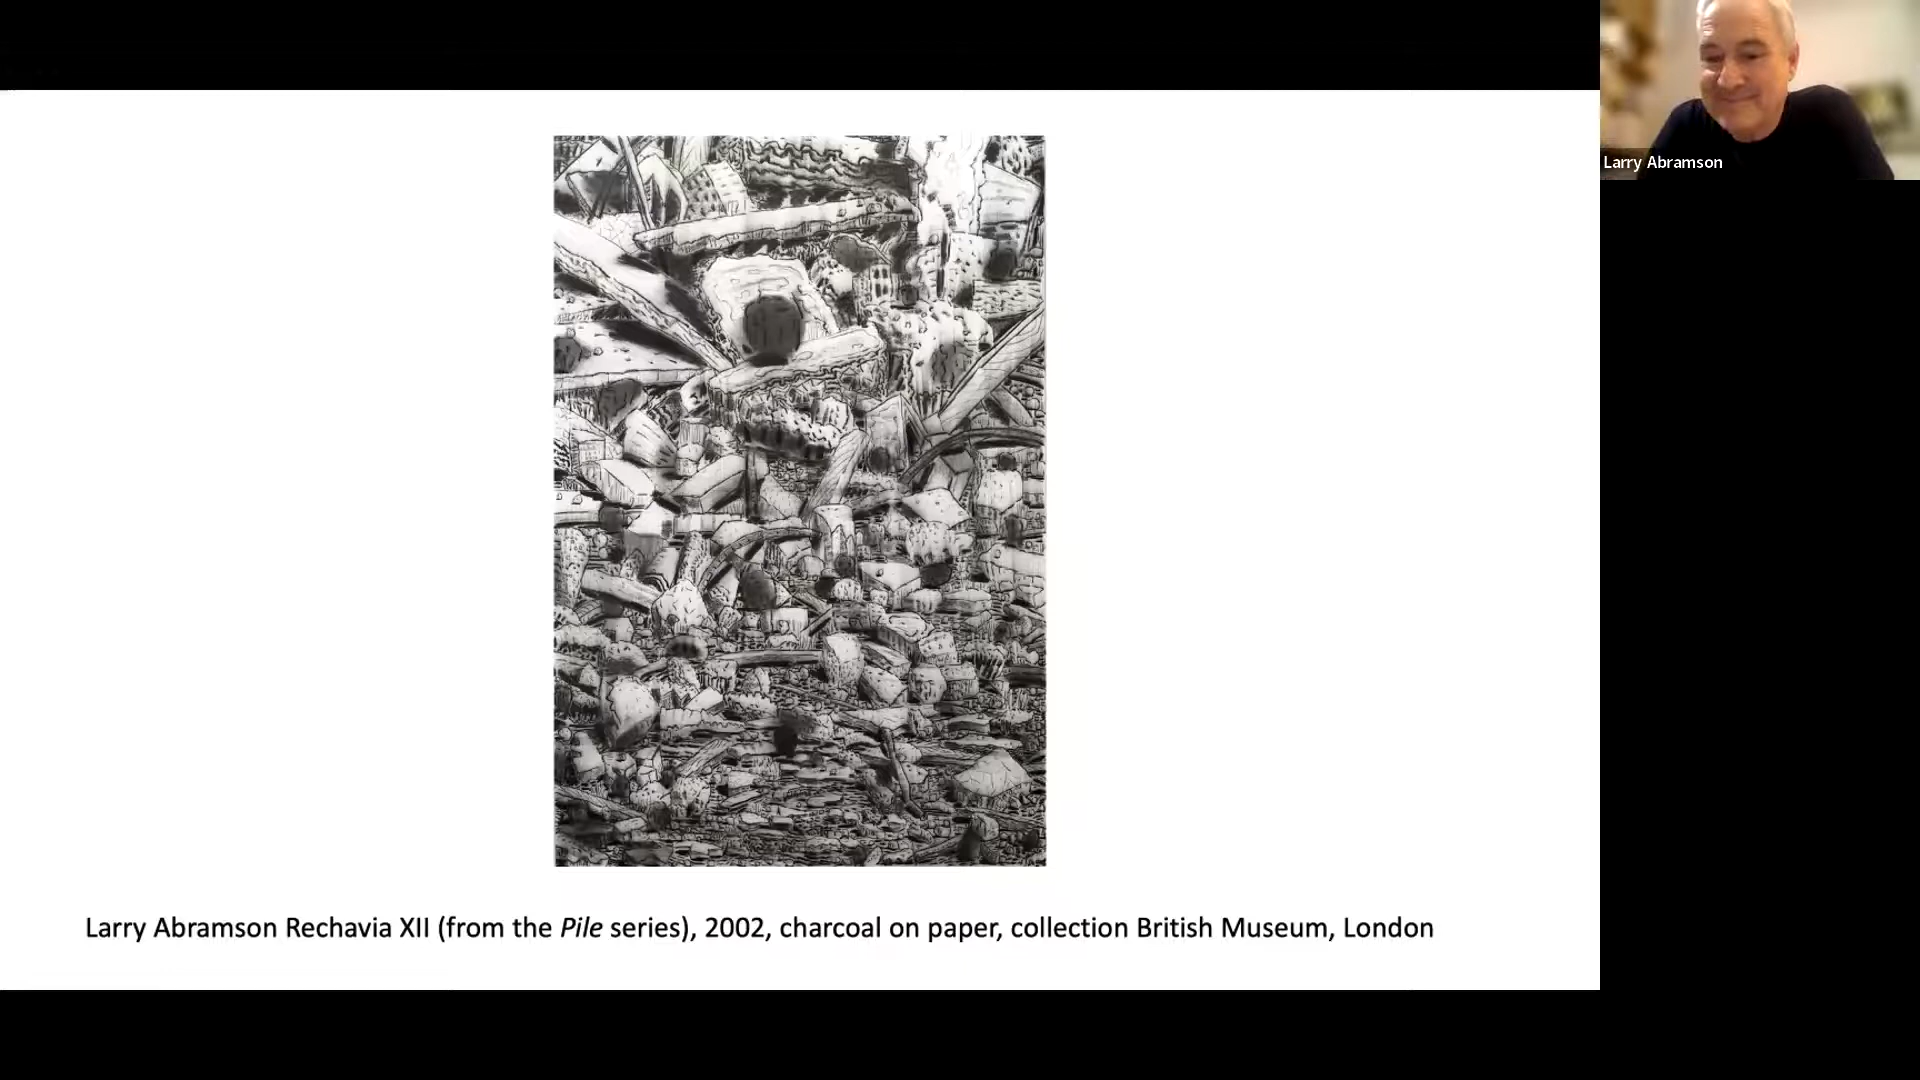 Larry Abramson
Larry Abramson Rechavia XII (from the Pile series), 2002, charcoal on paper, collection British Museum, London